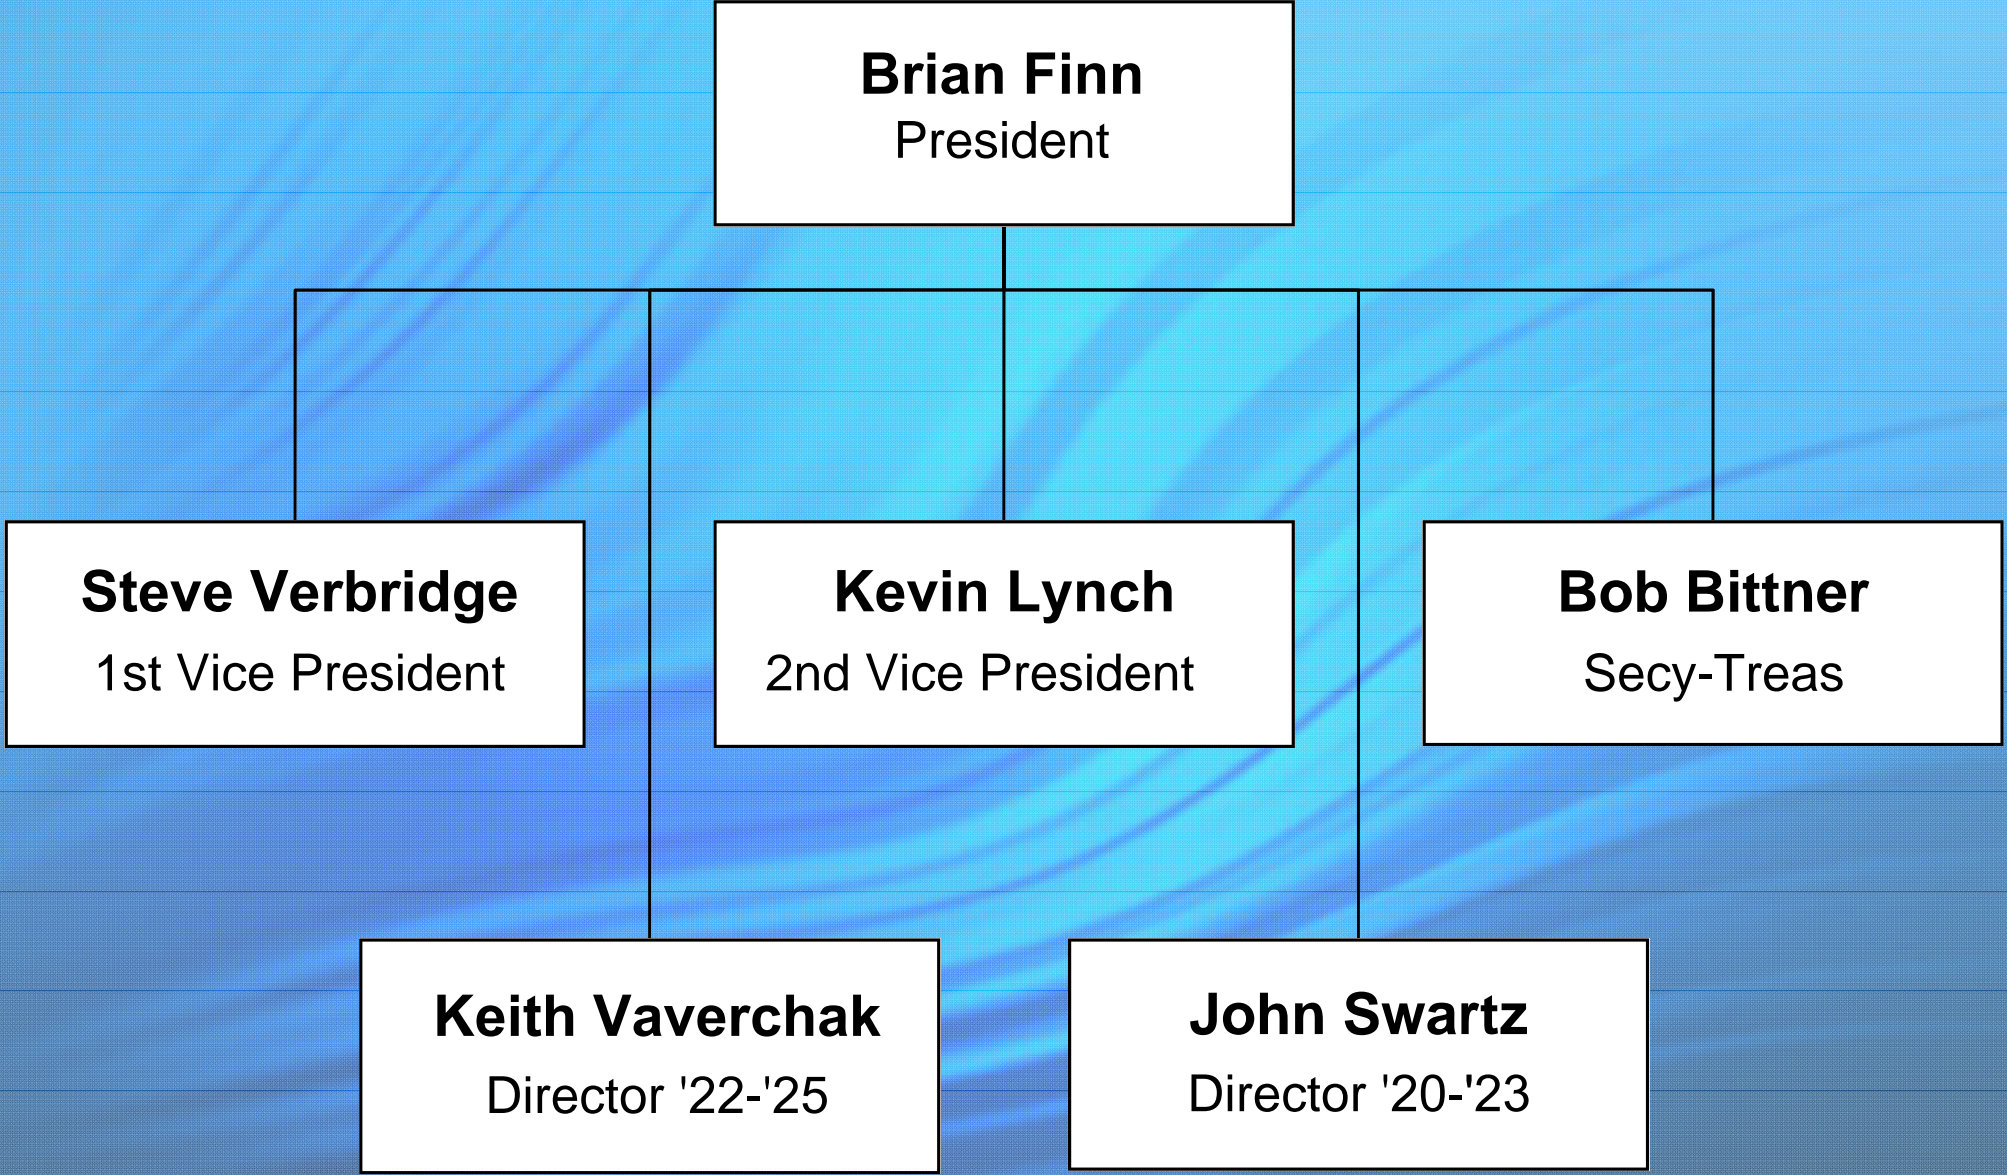 Brian Finn
President
Steve Verbridge
1st Vice President
Kevin Lynch
2nd Vice President
Bob Bittner
Secy-Treas
Keith Vaverchak
Director '22-'25
John Swartz
Director '20-'23